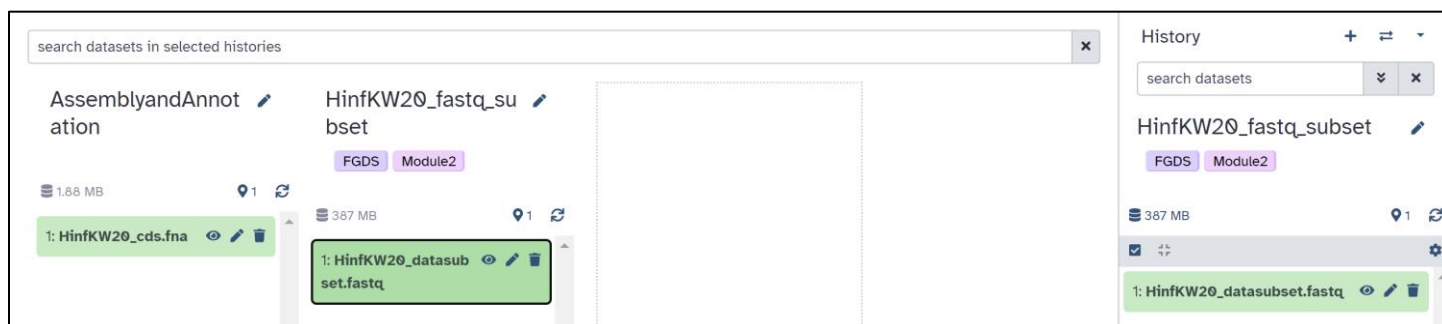 search datasets in selected histories
AssemblyandAnnot
ation
1.88 MB
1
1: HinfKW20_cds.fna
HinfKW20_fastq_su
bset
FGDS Module2
387 MB
1
1: HinfKW20_datasub
set.fastq
History
search datasets
HinfKW20_fastq_subset
FGDS Module2
387 MB
1
1: HinfKW20_datasubset.fastq